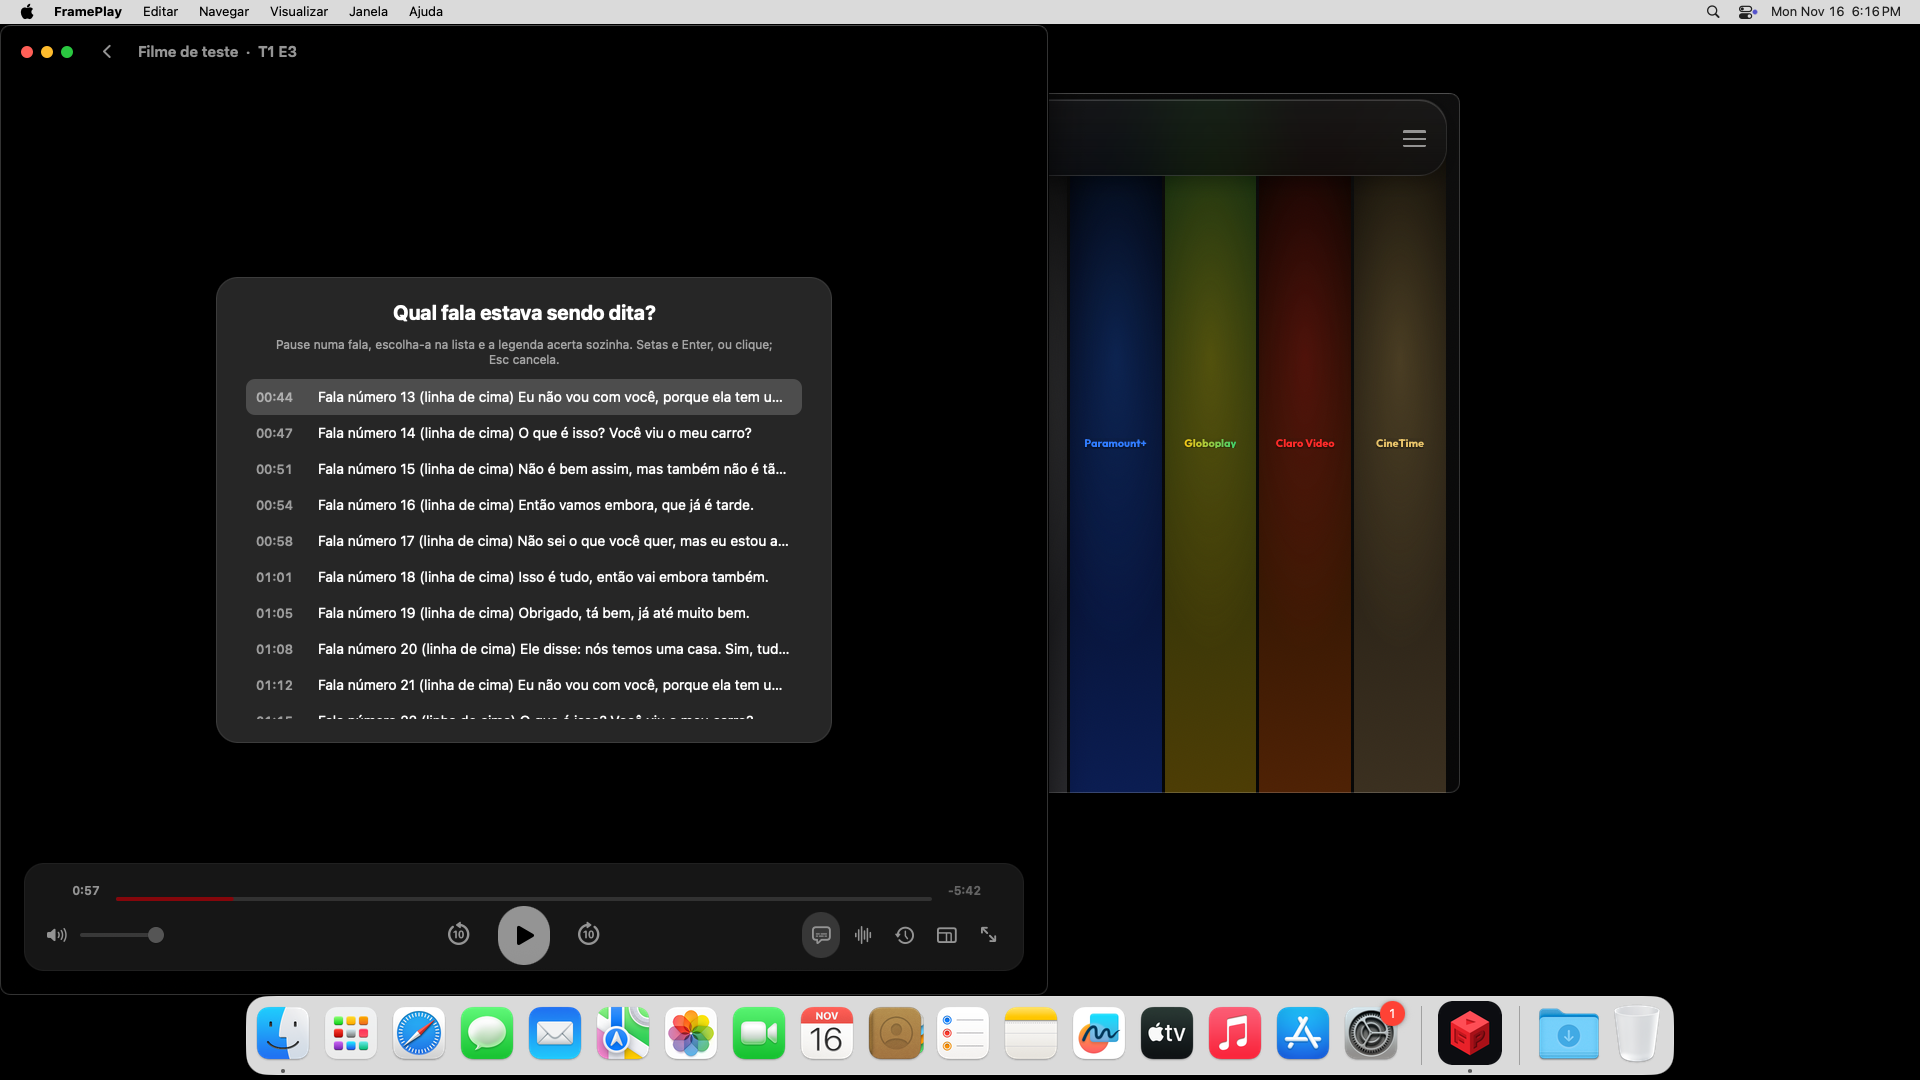 FramePlay Editar Navegar Visualizar Janela Ajuda Mon Nov 16 6:16 PM
Filme de teste · T1 E3
Qual fala estava sendo dita?
Pause numa fala, escolha-a na lista e a legenda acerta sozinha. Setas e Enter, ou clique;
Esc cancela.
00:44 Fala número 13 (linha de cima) Eu não vou com você, porque ela tem u...
00:47 Fala número 14 (linha de cima) O que é isso? Você viu o meu carro?
00:51 Fala número 15 (linha de cima) Não é bem assim, mas também não é tã...
00:54 Fala número 16 (linha de cima) Então vamos embora, que já é tarde.
00:58 Fala número 17 (linha de cima) Não sei o que você quer, mas eu estou a...
01:01 Fala número 18 (linha de cima) Isso é tudo, então vai embora também.
01:05 Fala número 19 (linha de cima) Obrigado, tá bem, já até muito bem.
01:08 Fala número 20 (linha de cima) Ele disse: nós temos uma casa. Sim, tud...
01:12 Fala número 21 (linha de cima) Eu não vou com você, porque ela tem u...
Paramount+ Globoplay Claro Video CineTime
0:57 -5:42
10 10
NOV
16
tv
1